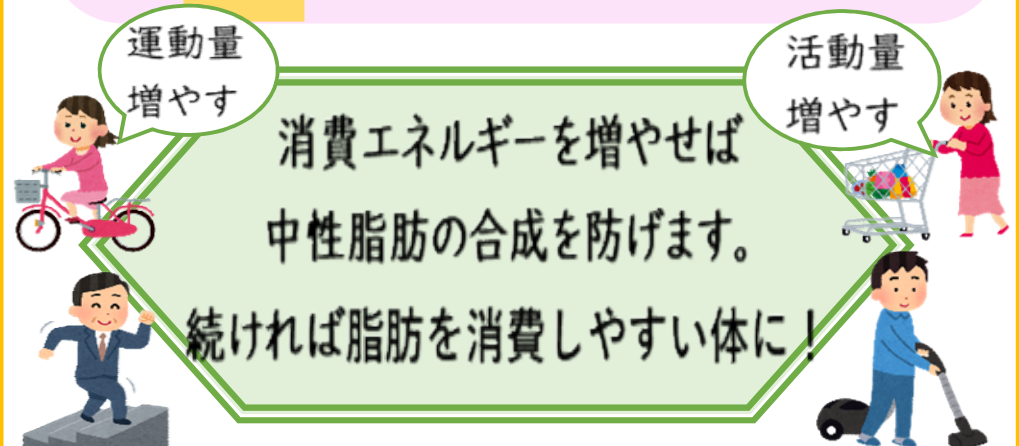 運動量
増やす
活動量
増やす
消費エネルギーを増やせば
中性脂肪の合成を防げます。
続ければ脂肪を消費しやすい体に！